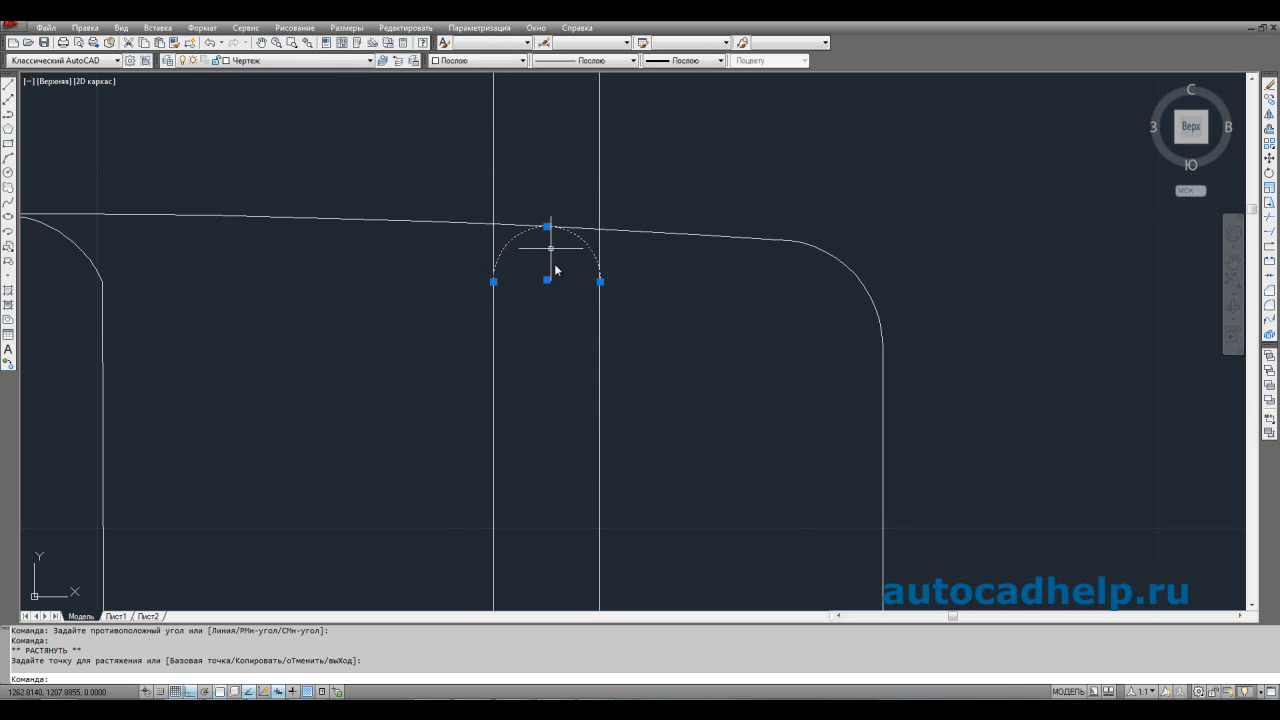 Файл Правка Вид Вставка Формат Сервис Рисование Размеры Редактировать Параметризация Окно Справка
Классический AutoCAD Чертеж Послою Послою Послою Поцвету
[−] [Верхняя] [2D каркас]
С
З Верх В
Ю
МСК
Y
X
autocadhelp.ru
Модель Лист1 Лист2
Команда: Задайте противоположный угол или [Линия/РМн-угол/СМн-угол]:
Команда:
** РАСТЯНУТЬ **
Задайте точку для растяжения или [Базовая точка/Копировать/оТменить/выХод]:
Команда:
1262.8140, 1207.8855, 0.0000 МОДЕЛЬ 1:1